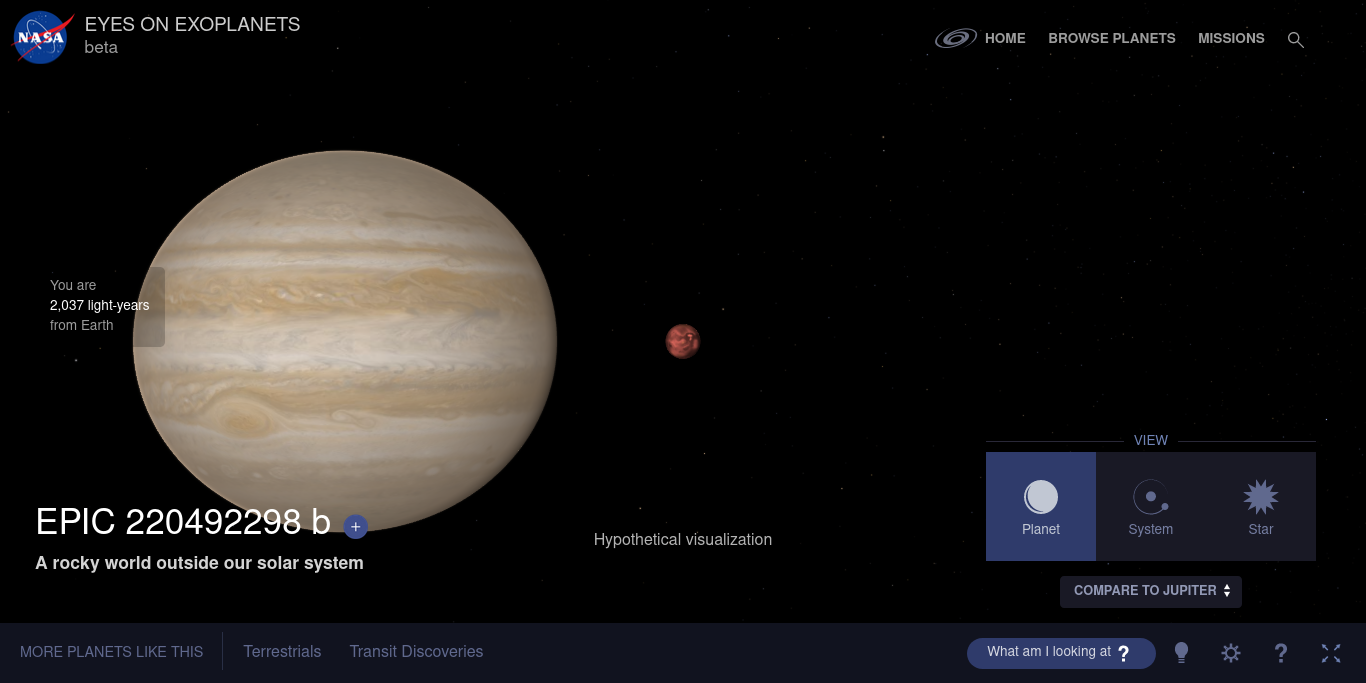 NASA
EYES ON EXOPLANETS
beta
HOME
BROWSE PLANETS
MISSIONS
You are
2,037 light-years
from Earth
EPIC 220492298 b +
A rocky world outside our solar system
Hypothetical visualization
VIEW
Planet
System
Star
COMPARE TO JUPITER
MORE PLANETS LIKE THIS
Terrestrials
Transit Discoveries
What am I looking at ?
?